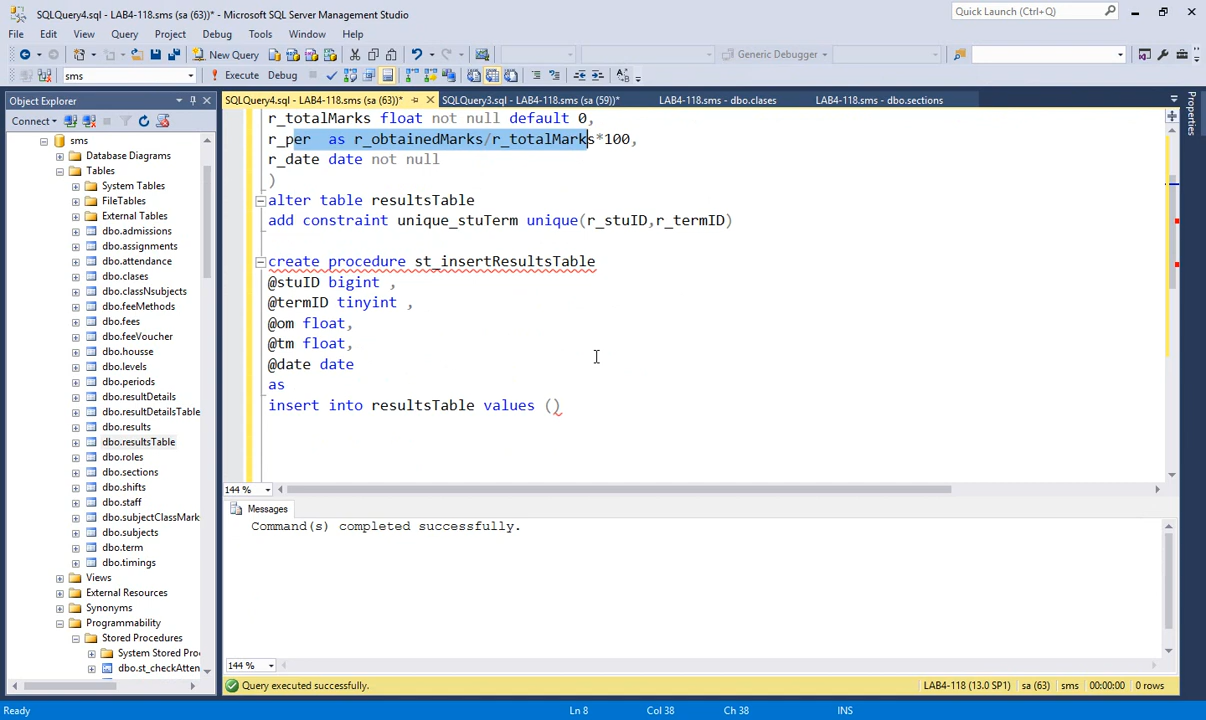 SQLQuery4.sql - LAB4-118.sms (sa (63))* - Microsoft SQL Server Management Studio
Quick Launch (Ctrl+Q)
File Edit View Query Project Debug Tools Window Help
New Query
Generic Debugger
sms
Execute Debug
Object Explorer
SQLQuery4.sql - LAB4-118.sms (sa (63))*
SQLQuery3.sql - LAB4-118.sms (sa (59))*
LAB4-118.sms - dbo.clases
LAB4-118.sms - dbo.sections
Properties
Connect
sms
Database Diagrams
Tables
System Tables
FileTables
External Tables
dbo.admissions
dbo.assignments
dbo.attendance
dbo.clases
dbo.classNsubjects
dbo.feeMethods
dbo.fees
dbo.feeVoucher
dbo.housse
dbo.levels
dbo.periods
dbo.resultDetails
dbo.resultDetailsTable
dbo.results
dbo.resultsTable
dbo.roles
dbo.sections
dbo.shifts
dbo.staff
dbo.subjectClassMark
dbo.subjects
dbo.term
dbo.timings
Views
External Resources
Synonyms
Programmability
Stored Procedures
System Stored Pro
dbo.st_checkAtten
r_totalMarks float not null default 0,
r_per  as r_obtainedMarks/r_totalMarks*100,
r_date date not null
)
alter table resultsTable
add constraint unique_stuTerm unique(r_stuID,r_termID)
create procedure st_insertResultsTable
@stuID bigint ,
@termID tinyint ,
@om float,
@tm float,
@date date
as
insert into resultsTable values ()
144 %
Messages
Command(s) completed successfully.
144 %
Query executed successfully.
LAB4-118 (13.0 SP1) sa (63) sms 00:00:00 0 rows
Ready
Ln 8 Col 38 Ch 38 INS